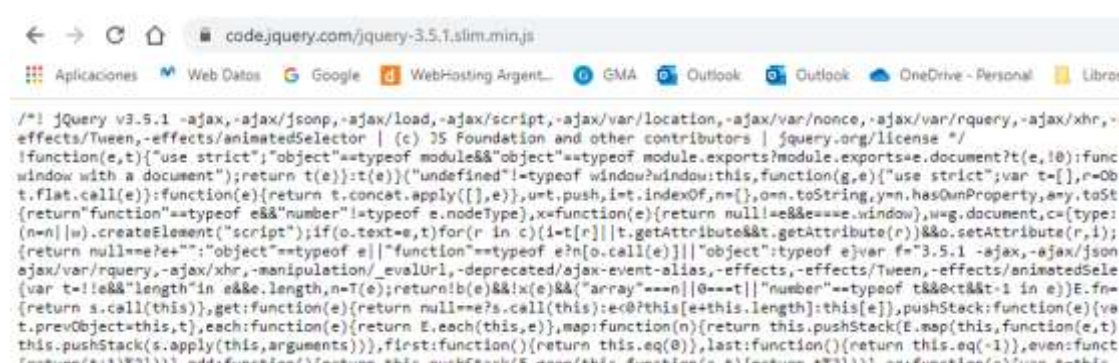 code.jquery.com/jquery-3.5.1.slim.min.js
Aplicaciones Web Datos Google WebHosting Argent... GMA Outlook Outlook OneDrive - Personal Libros
/*! jQuery v3.5.1 -ajax,-ajax/jsonp,-ajax/load,-ajax/script,-ajax/var/location,-ajax/var/nonce,-ajax/var/rquery,-ajax/xhr,-
effects/Tween,-effects/animatedSelector | (c) JS Foundation and other contributors | jquery.org/license */
!function(e,t){"use strict";"object"==typeof module&&"object"==typeof module.exports?module.exports=e.document?t(e,!0):func
window with a document");return t(e)}:t(e)}("undefined"!=typeof window?window:this,function(g,e){"use strict";var t=[],r=Ob
t.flat.call(e)}:function(e){return t.concat.apply([],e)},u=t.push,i=t.indexOf,n={},o=n.toString,y=n.hasOwnProperty,a=y.toSt
{return"function"==typeof e&&"number"!=typeof e.nodeType},x=function(e){return null!=e&&e===e.window},w=g.document,c={type:
(n=n||w).createElement("script");if(o.text=e,t)for(r in c)(i=t[r]||t.getAttribute&&t.getAttribute(r))&&o.setAttribute(r,i);
{return null==e?e+"":"object"==typeof e||"function"==typeof e?n[o.call(e)]||"object":typeof e}var f="3.5.1 -ajax,-ajax/json
ajax/var/rquery,-ajax/xhr,-manipulation/_evalUrl,-deprecated/ajax-event-alias,-effects,-effects/Tween,-effects/animatedSele
{var t=!!e&&"length"in e&&e.length,n=T(e);return!b(e)&&!x(e)&&("array"===n||0===t||"number"==typeof t&&0<t&&t-1 in e)}E.fn=
{return s.call(this)},get:function(e){return null==e?s.call(this):e<0?this[e+this.length]:this[e]},pushStack:function(e){va
t.prevObject=this,t},each:function(e){return E.each(this,e)},map:function(n){return this.pushStack(E.map(this,function(e,t)
this.pushStack(s.apply(this,arguments))},first:function(){return this.eq(0)},last:function(){return this.eq(-1)},even:funct